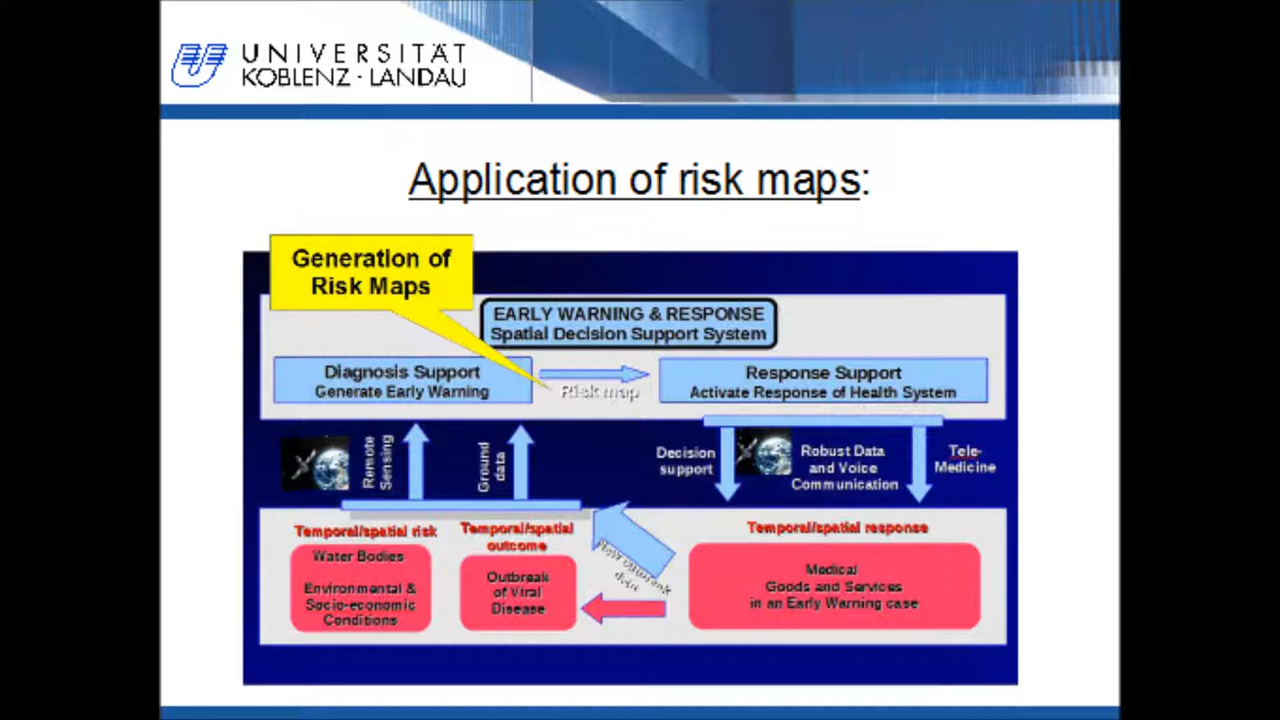 UNIVERSITÄT
KOBLENZ · LANDAU
Application of risk maps:
Generation of
Risk Maps
EARLY WARNING & RESPONSE
Spatial Decision Support System
Diagnosis Support
Generate Early Warning
Risk map
Response Support
Activate Response of Health System
Remote
Sensing
Ground
data
Decision
support
Robust Data
and Voice
Communication
Tele-
Medicine
Temporal/spatial risk
Water Bodies
Environmental &
Socio-economic
Conditions
Temporal/spatial
outcome
Outbreak
of Viral
Disease
data
Temporal/spatial response
Medical
Goods and Services
in an Early Warning case